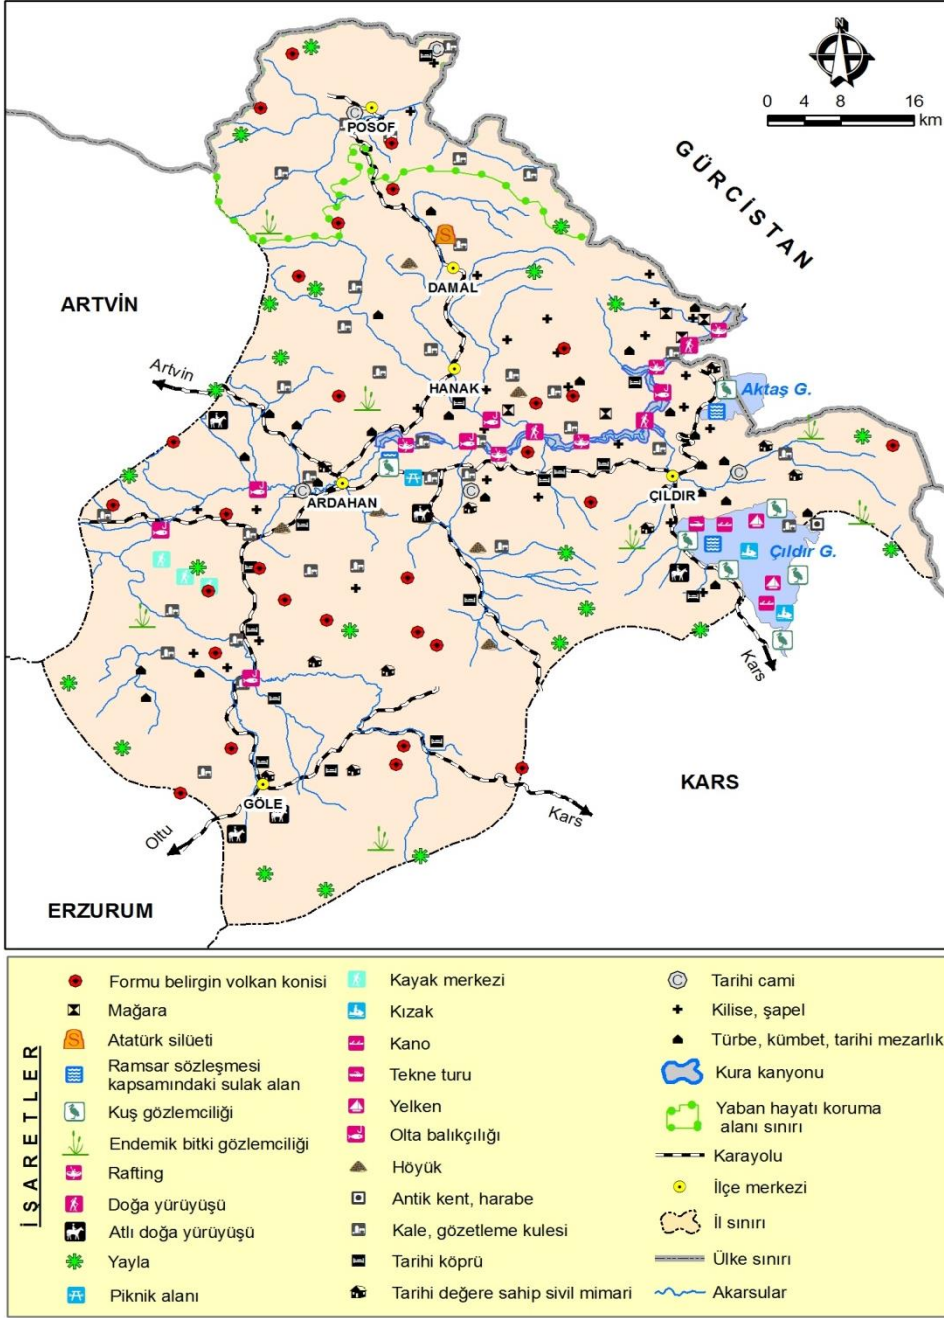 N
0 4 8 16
km
POSOF
GÜRCİSTAN
DAMAL
ARTVİN
Artvin
HANAK
Aktaş G.
ARDAHAN
ÇILDIR
Çıldır G.
Kars
KARS
GÖLE
Kars
Oltu
ERZURUM
İŞARETLER
Formu belirgin volkan konisi
Mağara
Atatürk silüeti
Ramsar sözleşmesi
kapsamındaki sulak alan
Kuş gözlemciliği
Endemik bitki gözlemciliği
Rafting
Doğa yürüyüşü
Atlı doğa yürüyüşü
Yayla
Piknik alanı
Kayak merkezi
Kızak
Kano
Tekne turu
Yelken
Olta balıkçılığı
Höyük
Antik kent, harabe
Kale, gözetleme kulesi
Tarihi köprü
Tarihi değere sahip sivil mimari
Tarihi cami
Kilise, şapel
Türbe, kümbet, tarihi mezarlık
Kura kanyonu
Yaban hayatı koruma
alanı sınırı
Karayolu
İlçe merkezi
İl sınırı
Ülke sınırı
Akarsular